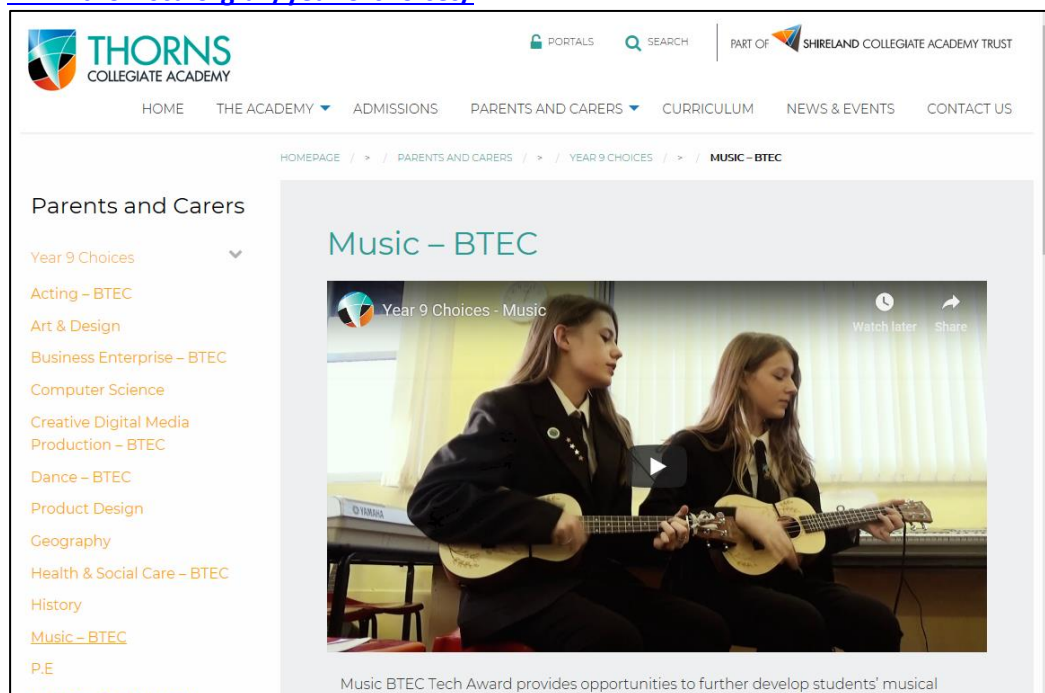 THORNS
COLLEGIATE ACADEMY
PORTALS
SEARCH
PART OF
SHIRELAND COLLEGIATE ACADEMY TRUST
HOME
THE ACADEMY
ADMISSIONS
PARENTS AND CARERS
CURRICULUM
NEWS & EVENTS
CONTACT US
HOMEPAGE / > / PARENTS AND CARERS / > / YEAR 9 CHOICES / > / MUSIC – BTEC
Parents and Carers
Year 9 Choices
Acting – BTEC
Art & Design
Business Enterprise – BTEC
Computer Science
Creative Digital Media
Production – BTEC
Dance – BTEC
Product Design
Geography
Health & Social Care – BTEC
History
Music – BTEC
P.E
Music – BTEC
Year 9 Choices - Music
Watch later
Share
YAMAHA
Music BTEC Tech Award provides opportunities to further develop students' musical